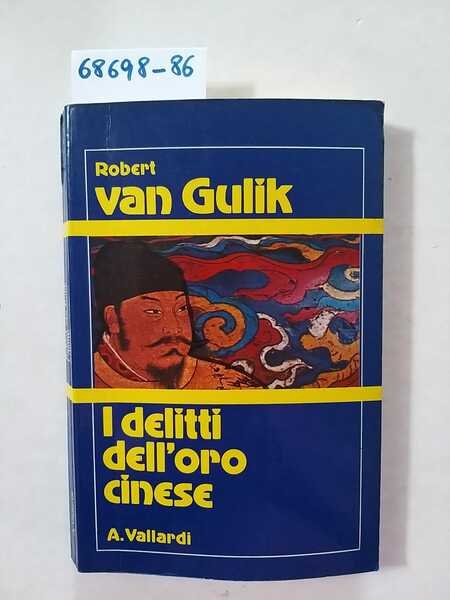 68698-86
Robert
van Gulik
I delitti
dell'oro
cinese
A. Vallardi